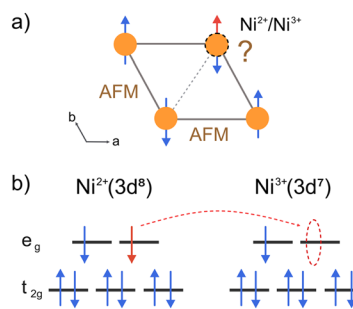 a)
Ni²⁺/Ni³⁺
?
AFM
AFM
b
a
b)
Ni²⁺(3d⁸)
Ni³⁺(3d⁷)
e_g
t_2g